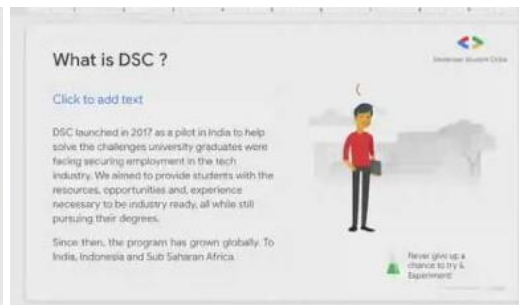 What is DSC ?
Developer Student Clubs
Click to add text
DSC launched in 2017 as a pilot in India to help
solve the challenges university graduates were
facing securing employment in the tech
industry. We aimed to provide students with the
resources, opportunities and, experience
necessary to be industry ready, all while still
pursuing their degrees.
Since then, the program has grown globally. To
India, Indonesia and Sub Saharan Africa.
Never give up a
chance to try &
Experiment!